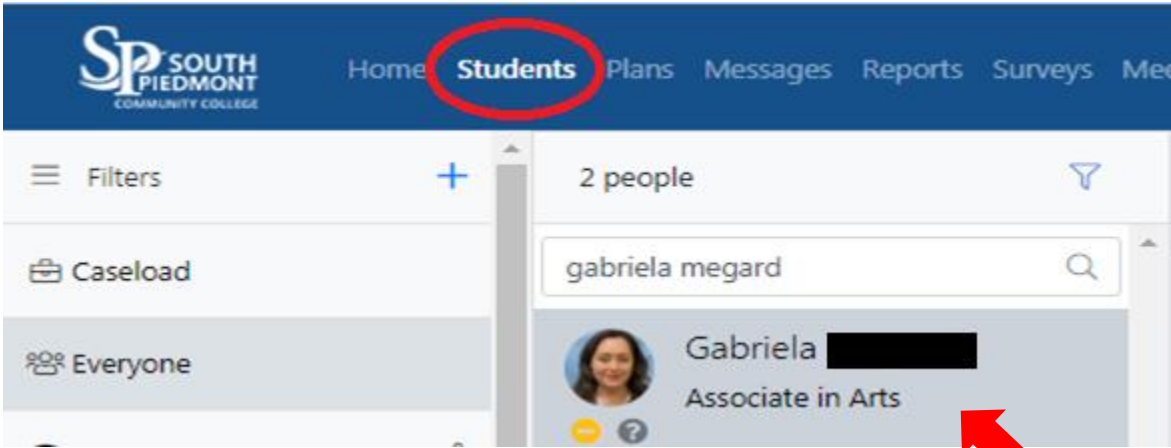 SP SOUTH
PIEDMONT
COMMUNITY COLLEGE
Home Students Plans Messages Reports Surveys Mee
Filters + 2 people
Caseload gabriela megard
Everyone Gabriela
Associate in Arts